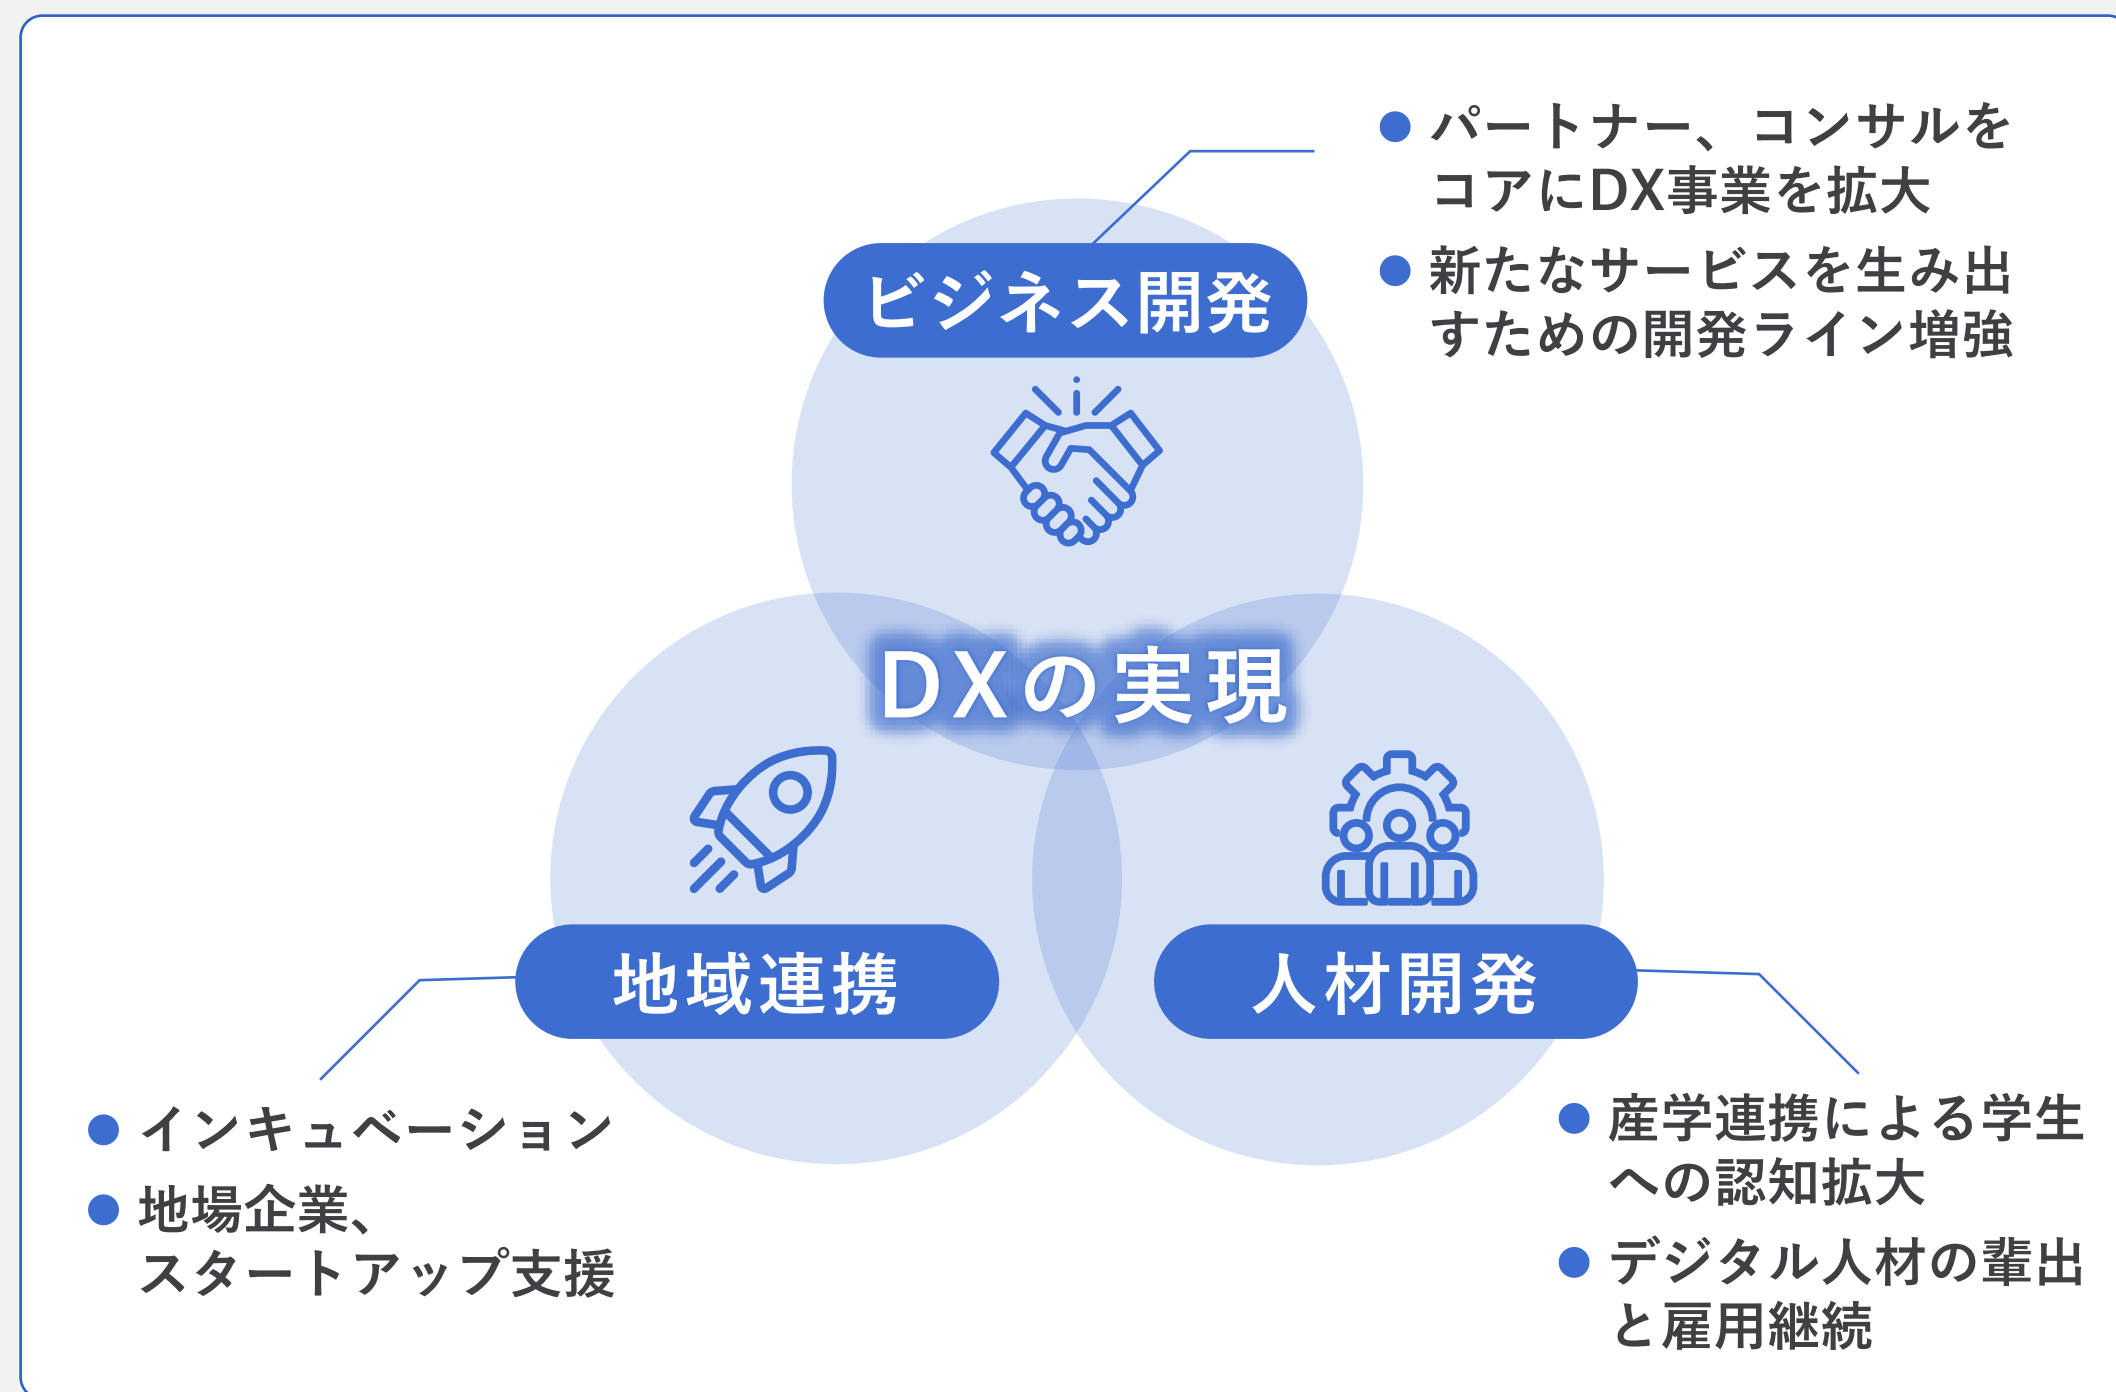 パートナー、コンサルを
コアにDX事業を拡大
新たなサービスを生み出
すための開発ライン増強
ビジネス開発
DXの実現
地域連携
人材開発
インキュベーション
地場企業、
スタートアップ支援
産学連携による学生
への認知拡大
デジタル人材の輩出
と雇用継続